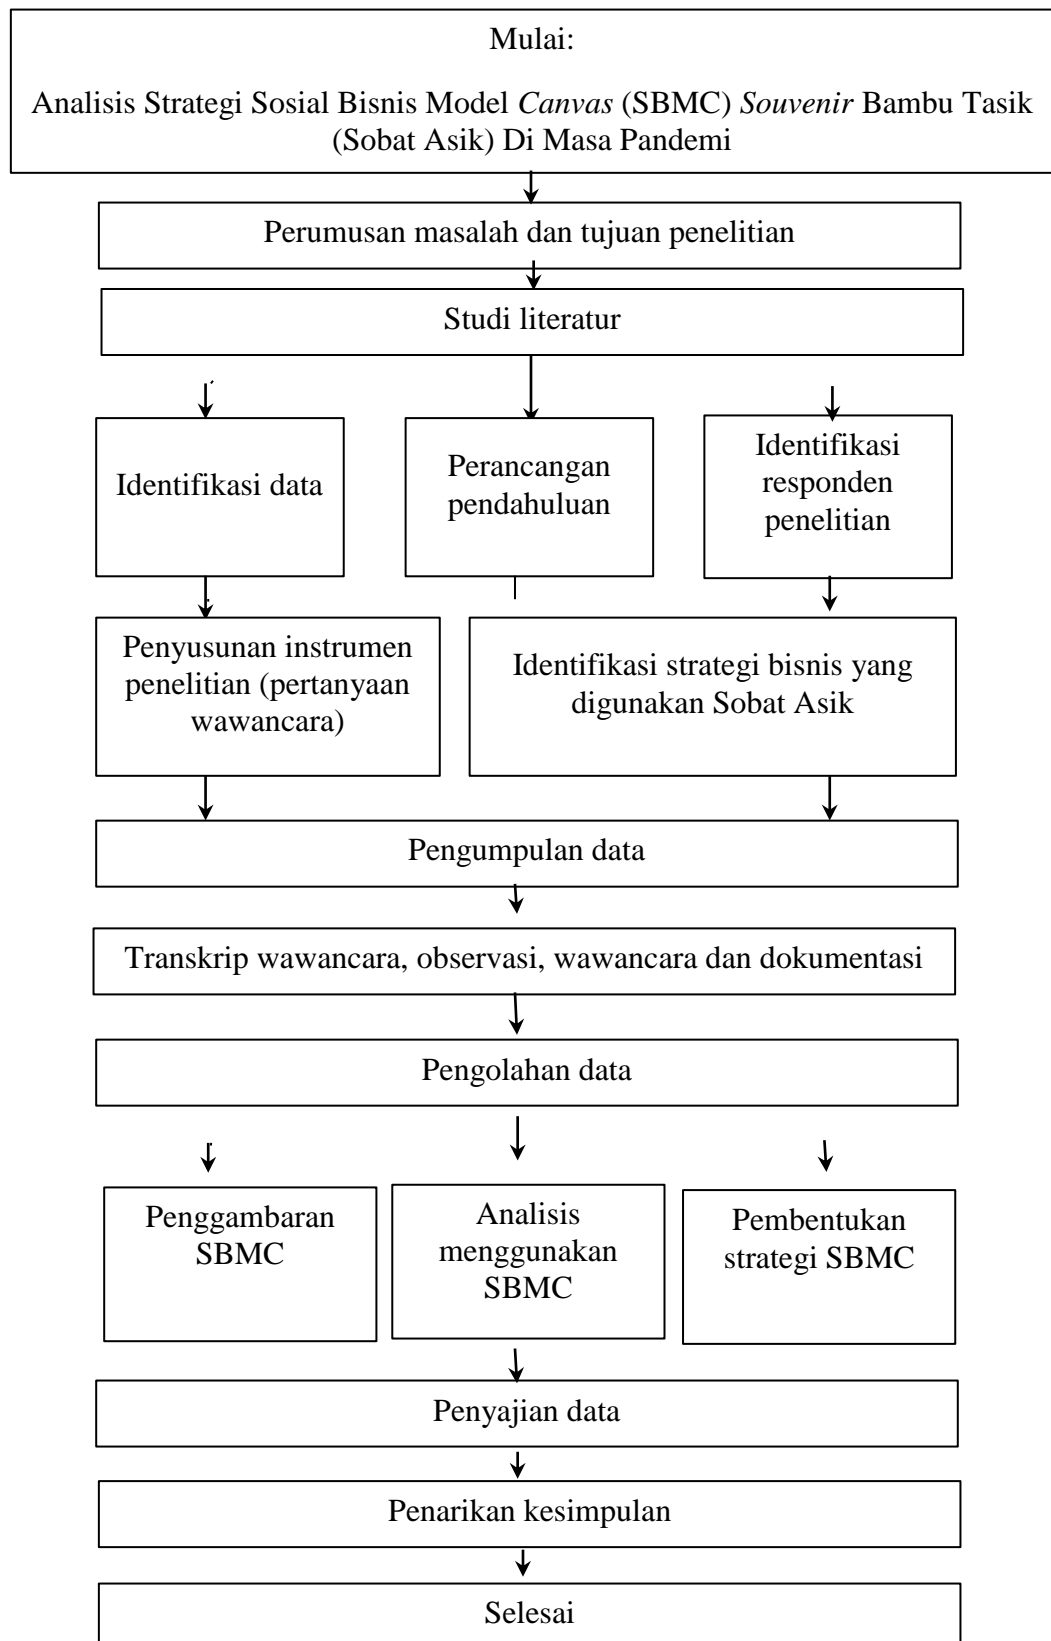 Mulai:
Analisis Strategi Sosial Bisnis Model Canvas (SBMC) Souvenir Bambu Tasik
(Sobat Asik) Di Masa Pandemi
Perumusan masalah dan tujuan penelitian
Studi literatur
Identifikasi data
Perancangan
pendahuluan
Identifikasi
responden
penelitian
Penyusunan instrumen
penelitian (pertanyaan
wawancara)
Identifikasi strategi bisnis yang
digunakan Sobat Asik
Pengumpulan data
Transkrip wawancara, observasi, wawancara dan dokumentasi
Pengolahan data
Penggambaran
SBMC
Analisis
menggunakan
SBMC
Pembentukan
strategi SBMC
Penyajian data
Penarikan kesimpulan
Selesai